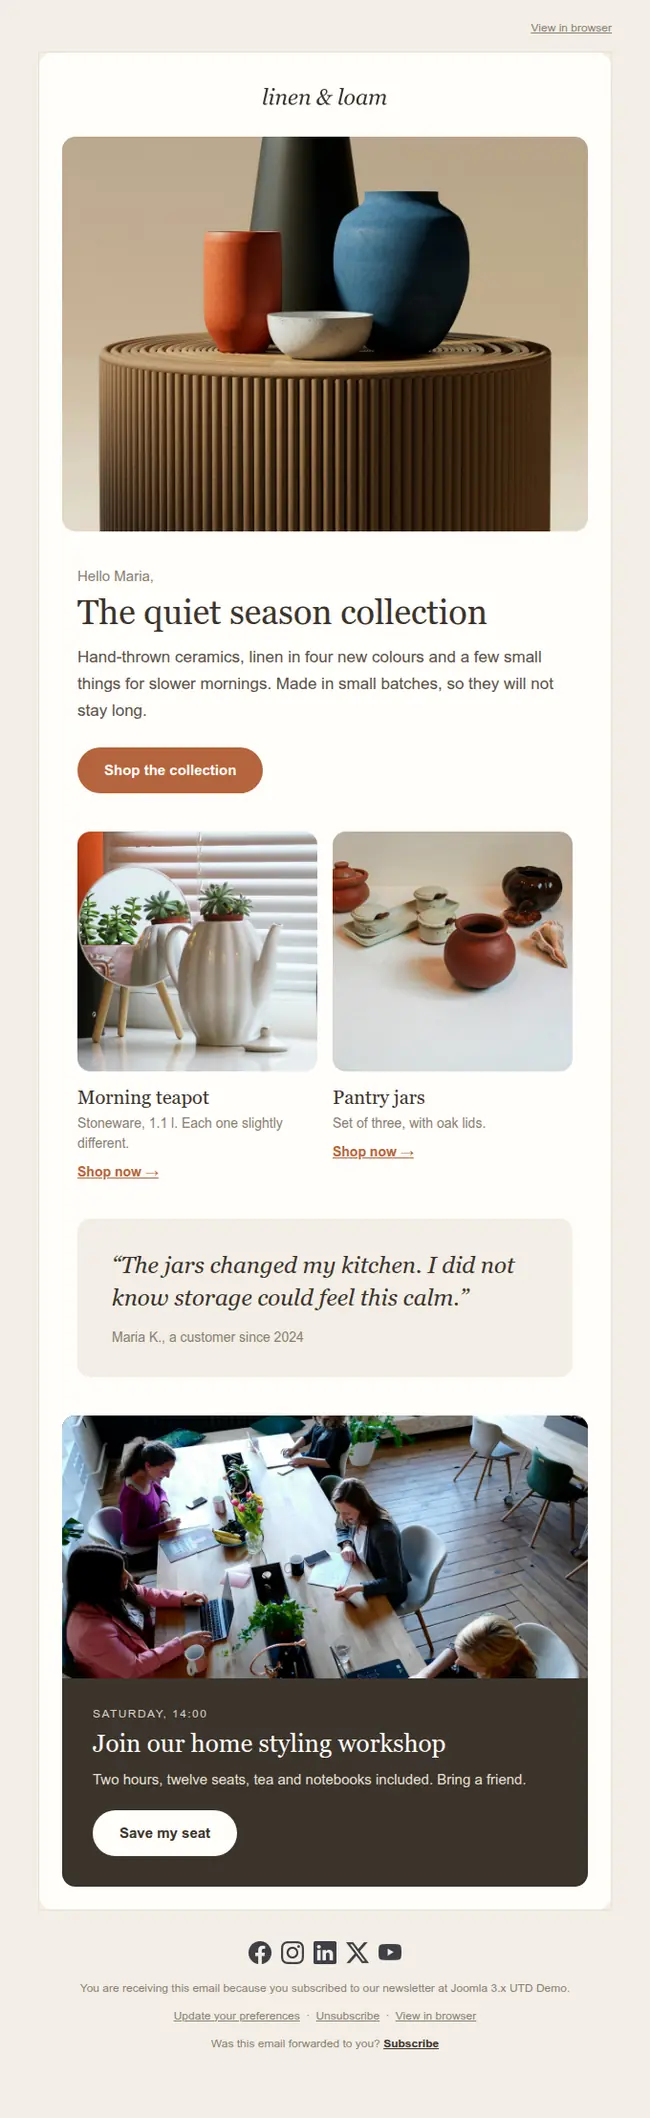 View in browser
linen & loam
Hello Maria,
The quiet season collection
Hand-thrown ceramics, linen in four new colours and a few small
things for slower mornings. Made in small batches, so they will not
stay long.
Shop the collection
Morning teapot
Stoneware, 1.1 l. Each one slightly
different.
Shop now →
Pantry jars
Set of three, with oak lids.
Shop now →
“The jars changed my kitchen. I did not
know storage could feel this calm.”
Maria K., a customer since 2024
SATURDAY, 14:00
Join our home styling workshop
Two hours, twelve seats, tea and notebooks included. Bring a friend.
Save my seat
You are receiving this email because you subscribed to our newsletter at Joomla 3.x UTD Demo.
Update your preferences · Unsubscribe · View in browser
Was this email forwarded to you? Subscribe